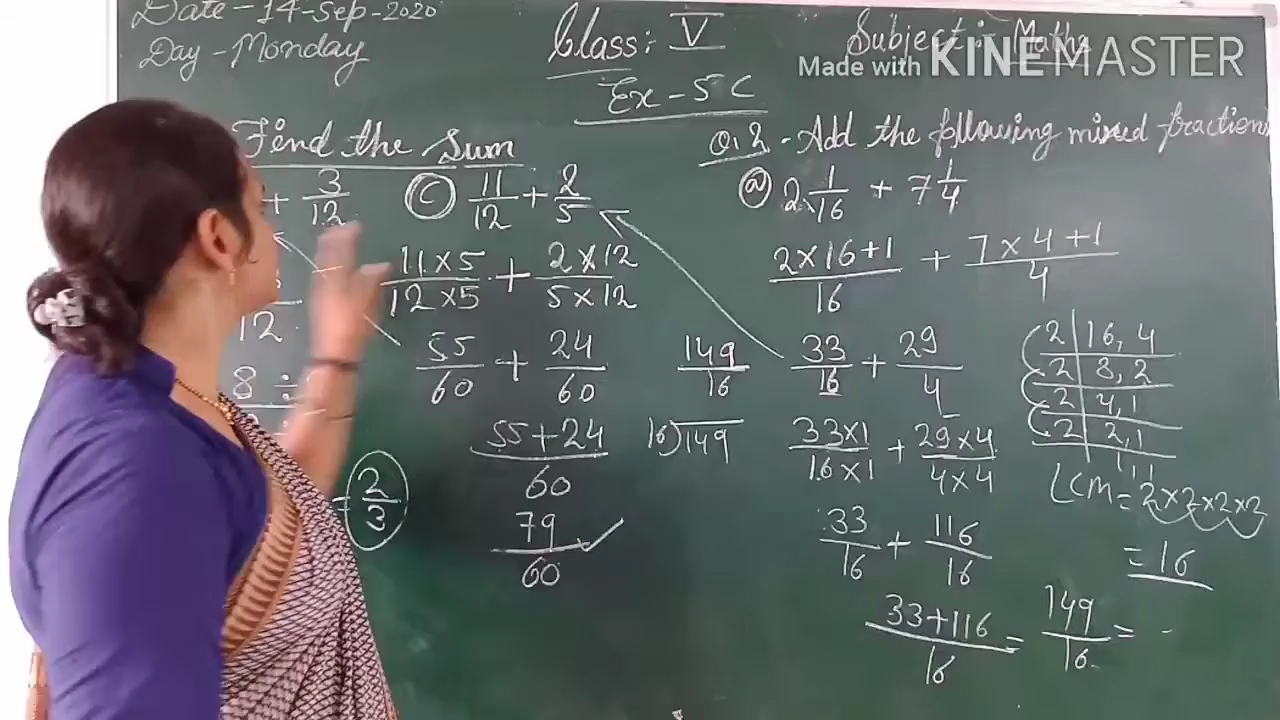 Date - 14-Sep-2020
Day - Monday
Class:- V
Subject:- Maths
Made with KINEMASTER
Ex - 5C
Find the Sum
+ 3/12
12
8 ÷
= 2/3
(C) 11/12 + 2/5
11×5/12×5 + 2×12/5×12
55/60 + 24/60
55+24/60
79/60 ✓
149/16
16)149
Q.2 - Add the following mixed fractions
(a) 2 1/16 + 7 1/4
2×16+1/16 + 7×4+1/4
33/16 + 29/4
33×1/16×1 + 29×4/4×4
33/16 + 116/16
33+116/16 = 149/16 =
2|16, 4
2|8, 2
2|4, 1
2|2, 1
1, 1
LCM = 2×2×2×2
= 16